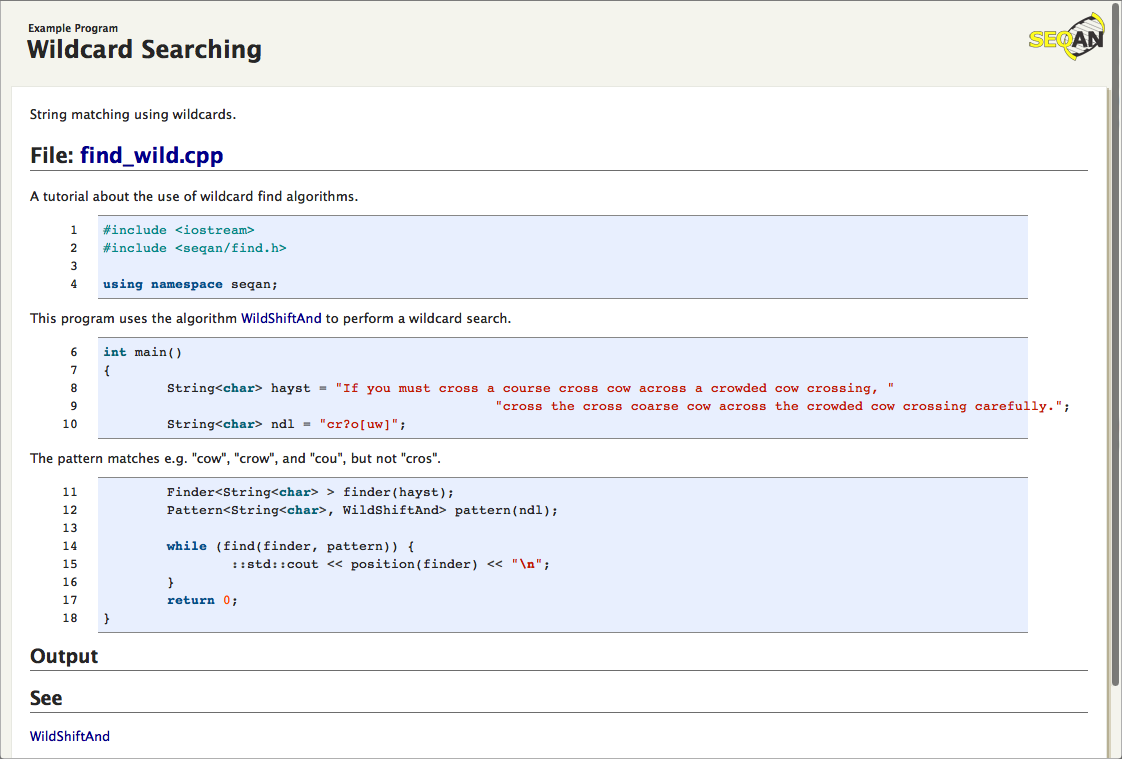 Example Program
Wildcard Searching
SEQAN
String matching using wildcards.
File: find_wild.cpp
A tutorial about the use of wildcard find algorithms.
1 #include <iostream>
2 #include <seqan/find.h>
3
4 using namespace seqan;
This program uses the algorithm WildShiftAnd to perform a wildcard search.
6 int main()
7 {
8 String<char> hayst = "If you must cross a course cross cow across a crowded cow crossing, "
9 "cross the cross coarse cow across the crowded cow crossing carefully.";
10 String<char> ndl = "cr?o[uw]";
The pattern matches e.g. "cow", "crow", and "cou", but not "cros".
11 Finder<String<char> > finder(hayst);
12 Pattern<String<char>, WildShiftAnd> pattern(ndl);
13
14 while (find(finder, pattern)) {
15 ::std::cout << position(finder) << "\n";
16 }
17 return 0;
18 }
Output
See
WildShiftAnd